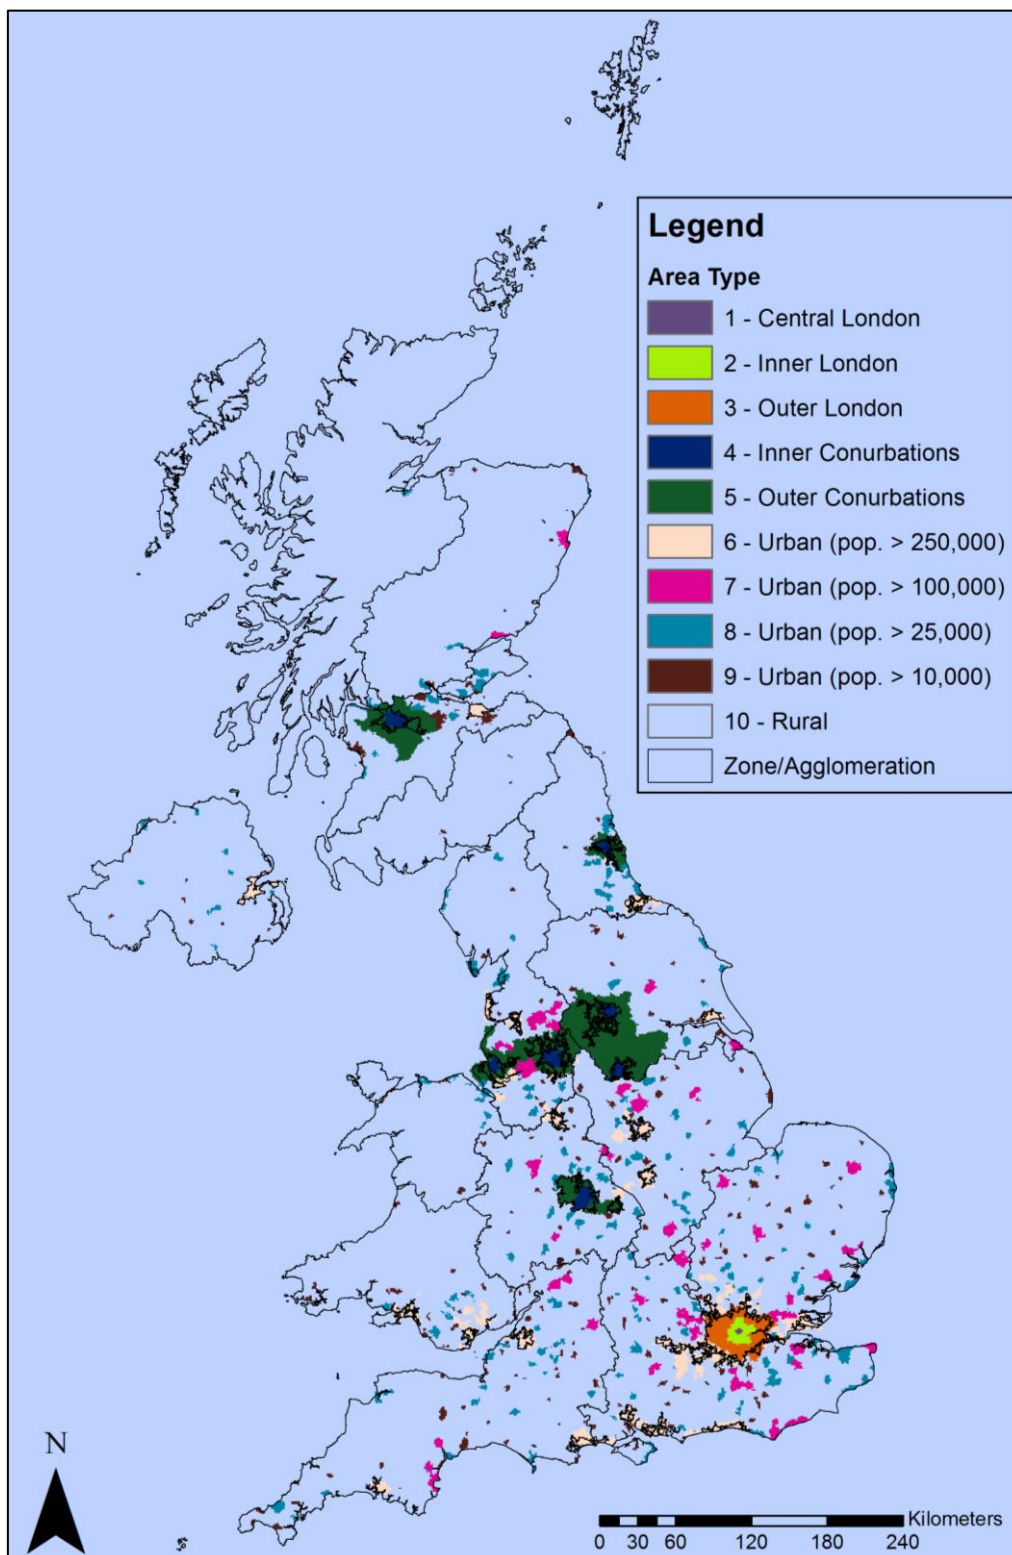 Legend
Area Type
1 - Central London
2 - Inner London
3 - Outer London
4 - Inner Conurbations
5 - Outer Conurbations
6 - Urban (pop. > 250,000)
7 - Urban (pop. > 100,000)
8 - Urban (pop. > 25,000)
9 - Urban (pop. > 10,000)
10 - Rural
Zone/Agglomeration
N
Kilometers
0 30 60 120 180 240